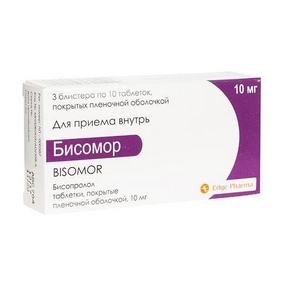 3 блистера по 10 таблеток,
покрытых пленочной оболочкой
10 мг
Для приема внутрь
Бисомор
BISOMOR
Бисопролол
таблетки, покрытые
пленочной оболочкой, 10 мг
Edge Pharma